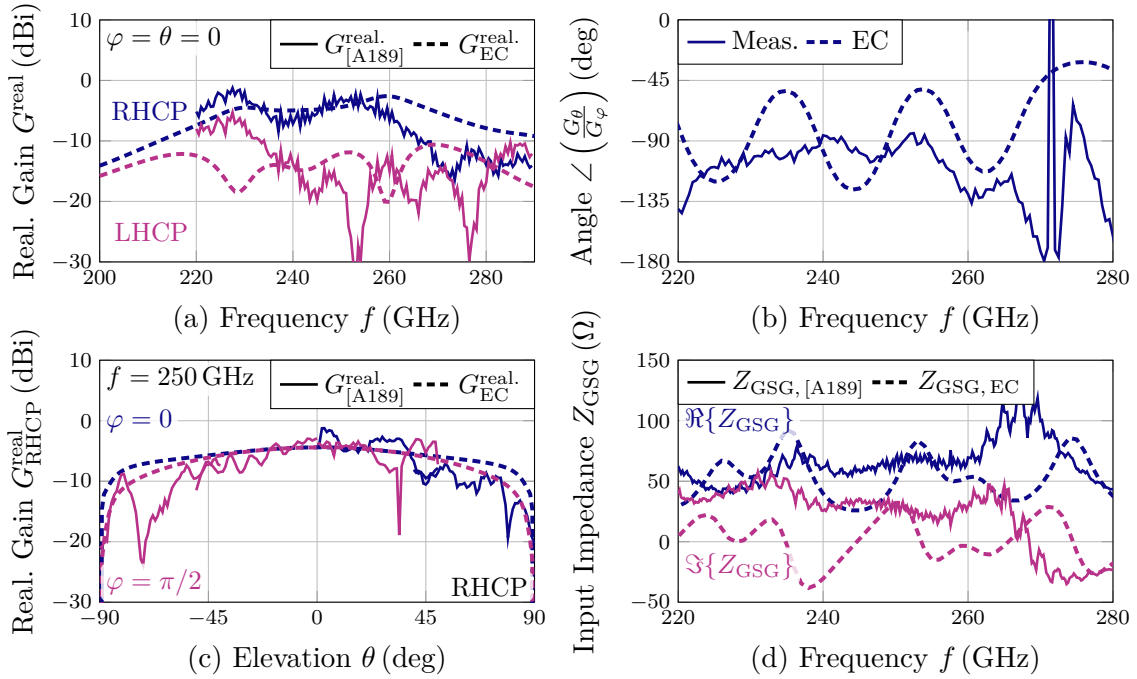 Real. Gain G^real (dBi)
10
0
−10
−20
−30
φ = θ = 0
G^real._[A189] G^real._EC
RHCP
LHCP
200 220 240 260 280
(a) Frequency f (GHz)
Angle ∠ (G_θ/G_φ) (deg)
0
−45
−90
−135
−180
Meas. EC
220 240 260 280
(b) Frequency f (GHz)
Real. Gain G^real_RHCP (dBi)
10
0
−10
−20
−30
f = 250 GHz
G^real._[A189] G^real._EC
φ = 0
φ = π/2
RHCP
−90 −45 0 45 90
(c) Elevation θ (deg)
Input Impedance Z_GSG (Ω)
150
100
50
0
−50
Z_GSG, [A189] Z_GSG, EC
ℜ{Z_GSG}
ℑ{Z_GSG}
220 240 260 280
(d) Frequency f (GHz)